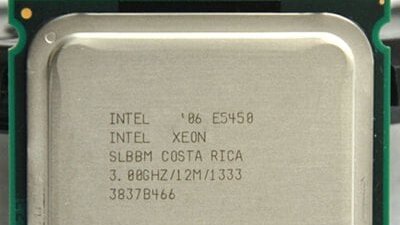 INTEL '06 E5450
INTEL XEON
SLBBM COSTA RICA
3.00GHZ/12M/1333
3837B466